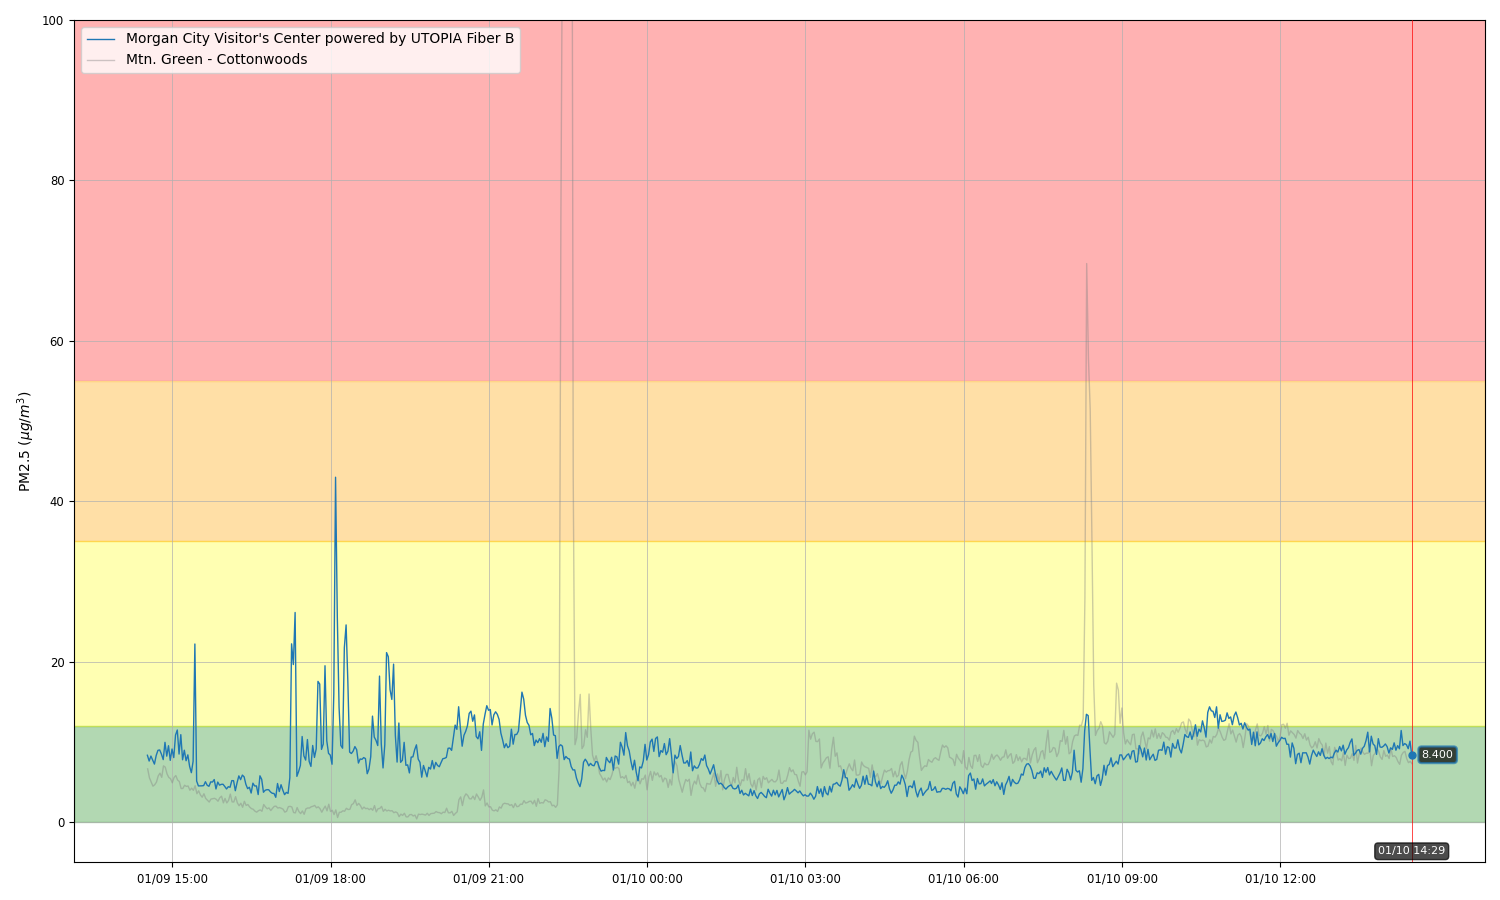 100
Morgan City Visitor's Center powered by UTOPIA Fiber B
Mtn. Green - Cottonwoods
80
60
PM2.5 (μg/m³)
40
20
8.400
0
01/10 14:29
01/09 15:00 01/09 18:00 01/09 21:00 01/10 00:00 01/10 03:00 01/10 06:00 01/10 09:00 01/10 12:00